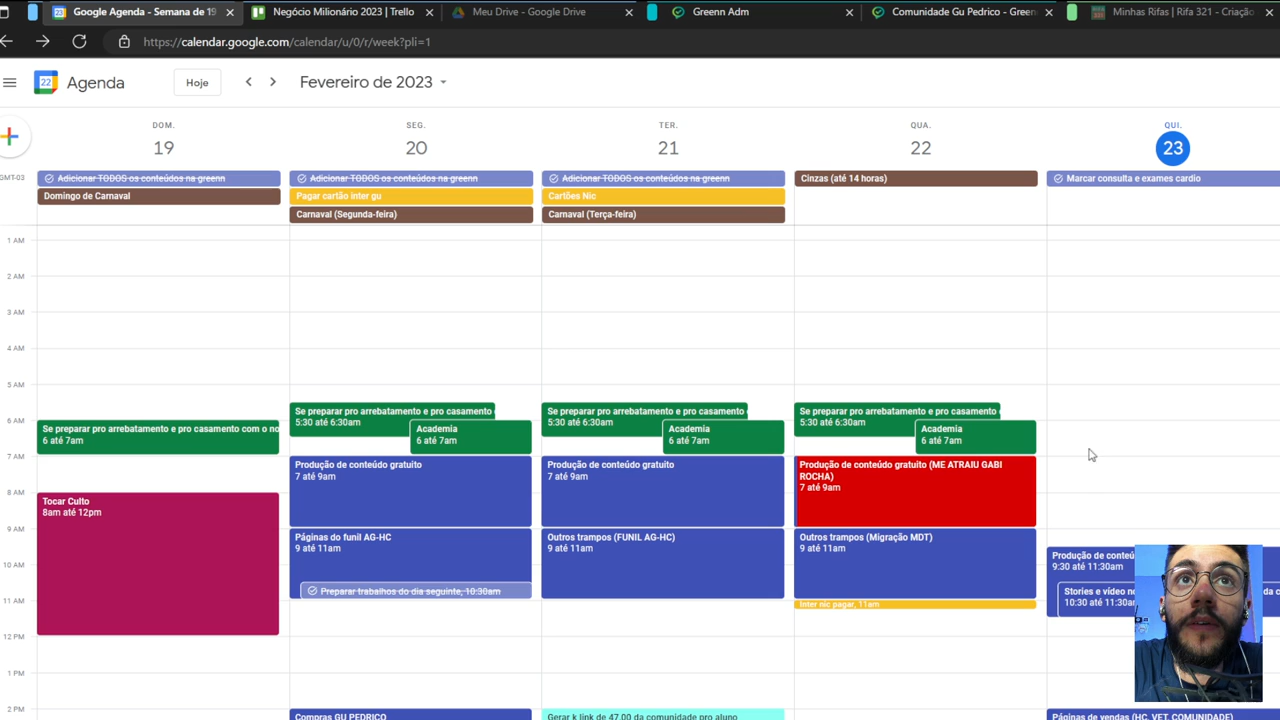 Google Agenda - Semana de 19
Negócio Milionário 2023 | Trello
Meu Drive - Google Drive
Greenn Adm
Comunidade Gu Pedrico - Green
Minhas Rifas | Rifa 321 - Criação
https://calendar.google.com/calendar/u/0/r/week?pli=1
22
Agenda
Hoje
Fevereiro de 2023
DOM.
19
SEG.
20
TER.
21
QUA.
22
QUI.
23
GMT-03
Adicionar TODOS os conteúdos na greenn
Adicionar TODOS os conteúdos na greenn
Adicionar TODOS os conteúdos na greenn
Cinzas (até 14 horas)
Marcar consulta e exames cardio
Domingo de Carnaval
Pagar cartão inter gu
Cartões Nic
Carnaval (Segunda-feira)
Carnaval (Terça-feira)
1 AM
2 AM
3 AM
4 AM
5 AM
6 AM
7 AM
8 AM
9 AM
10 AM
11 AM
12 PM
1 PM
2 PM
Se preparar pro arrebatamento e pro casamento com o no
6 até 7am
Tocar Culto
8am até 12pm
Se preparar pro arrebatamento e pro casamento
5:30 até 6:30am
Academia
6 até 7am
Produção de conteúdo gratuito
7 até 9am
Páginas do funil AG-HC
9 até 11am
Preparar trabalhos do dia seguinte, 10:30am
Compras GU PEDRICO
Se preparar pro arrebatamento e pro casamento
5:30 até 6:30am
Academia
6 até 7am
Produção de conteúdo gratuito
7 até 9am
Outros trampos (FUNIL AG-HC)
9 até 11am
Gerar k link de 47,00 da comunidade pro aluno
Se preparar pro arrebatamento e pro casamento
5:30 até 6:30am
Academia
6 até 7am
Produção de conteúdo gratuito (ME ATRAIU GABI
ROCHA)
7 até 9am
Outros trampos (Migração MDT)
9 até 11am
Inter nic pagar, 11am
Produção de conteú
9:30 até 11:30am
Stories e vídeo n
10:30 até 11:30a
da c
Páginas de vendas (HC, VET, COMUNIDADE)